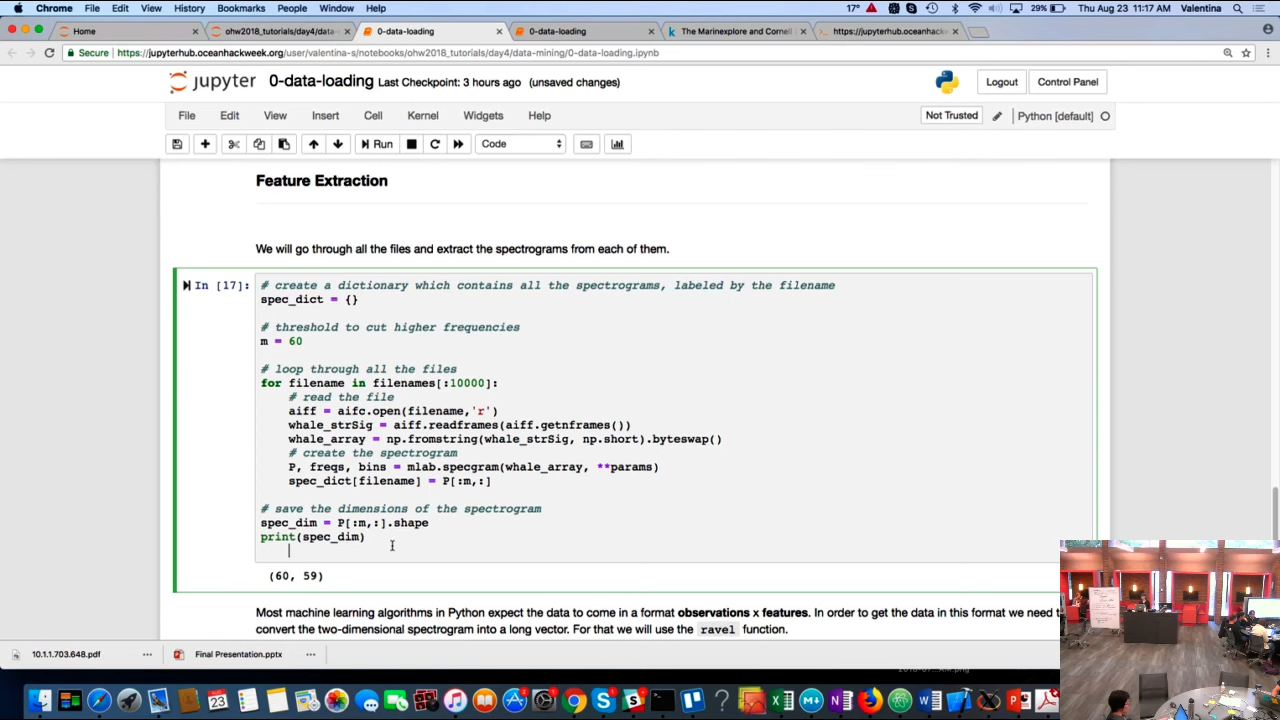 Chrome File Edit View History Bookmarks People Window Help 17° 29% Thu Aug 23 11:17 AM Valentina
Home ohw2018_tutorials/day4/data- 0-data-loading 0-data-loading The Marinexplore and Cornell https://jupyterhub.oceanhackw
Secure https://jupyterhub.oceanhackweek.org/user/valentina-s/notebooks/ohw2018_tutorials/day4/data-mining/0-data-loading.ipynb
jupyter 0-data-loading Last Checkpoint: 3 hours ago (unsaved changes) Logout Control Panel
File Edit View Insert Cell Kernel Widgets Help Not Trusted Python [default]
Run Code
Feature Extraction
We will go through all the files and extract the spectrograms from each of them.
In [17]: # create a dictionary which contains all the spectrograms, labeled by the filename
spec_dict = {}
# threshold to cut higher frequencies
m = 60
# loop through all the files
for filename in filenames[:10000]:
# read the file
aiff = aifc.open(filename,'r')
whale_strSig = aiff.readframes(aiff.getnframes())
whale_array = np.fromstring(whale_strSig, np.short).byteswap()
# create the spectrogram
P, freqs, bins = mlab.specgram(whale_array, **params)
spec_dict[filename] = P[:m,:]
# save the dimensions of the spectrogram
spec_dim = P[:m,:].shape
print(spec_dim)
(60, 59)
Most machine learning algorithms in Python expect the data to come in a format observations x features. In order to get the data in this format we need t
convert the two-dimensional spectrogram into a long vector. For that we will use the ravel function.
10.1.1.703.648.pdf Final Presentation.pptx